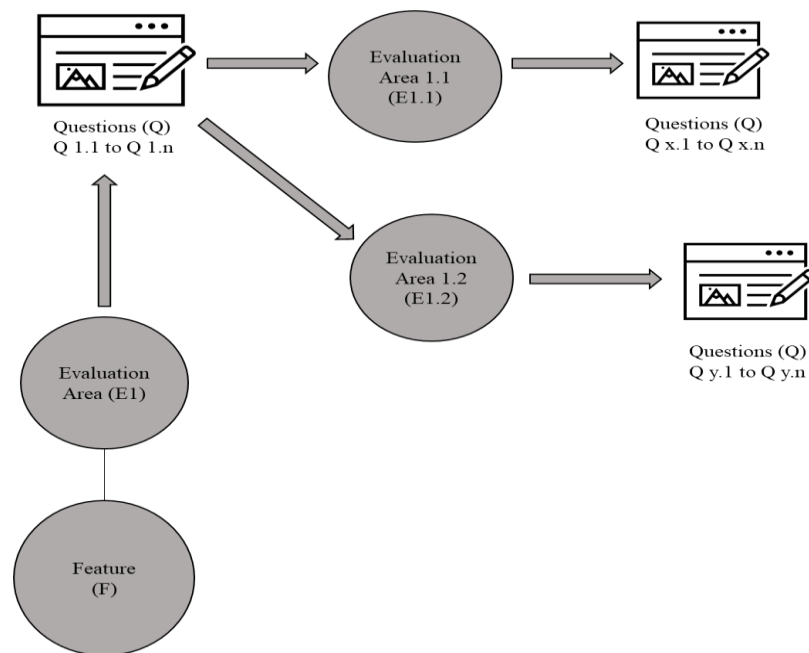 Evaluation
Area 1.1
(E1.1)
Questions (Q)
Q 1.1 to Q 1.n
Questions (Q)
Q x.1 to Q x.n
Evaluation
Area 1.2
(E1.2)
Questions (Q)
Q y.1 to Q y.n
Evaluation
Area (E1)
Feature
(F)